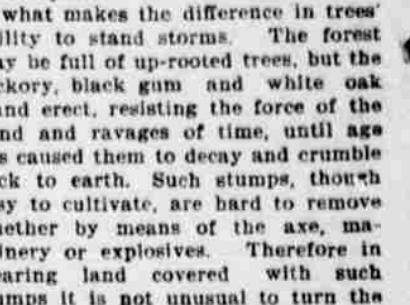 what makes the difference in trees'
ility to stand storms. The forest
ay be full of up-rooted trees, but the
ckory, black gum and white oak
and erect, resisting the force of the
nd and ravages of time, until age
s caused them to decay and crumble
ck to earth. Such stumps, though
sy to cultivate, are hard to remove
hether by means of the axe, ma-
inery or explosives. Therefore in
earing land covered with such
umps it is not unusual to turn the